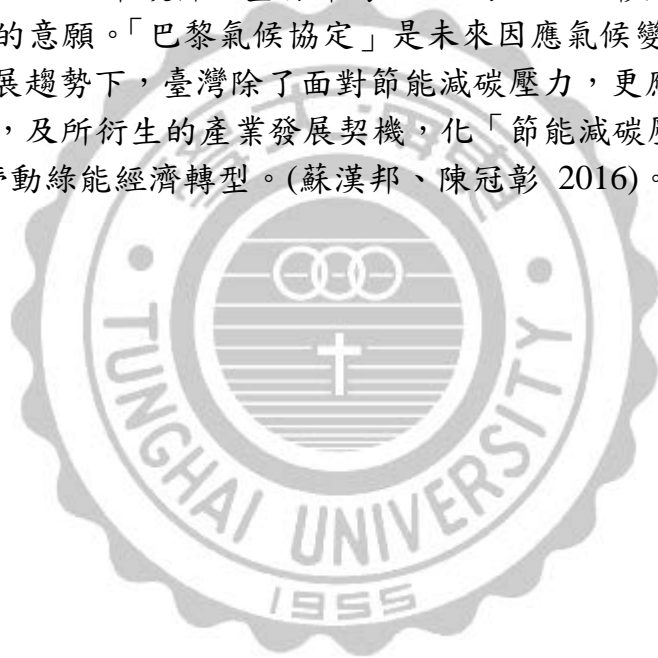 的意願。「巴黎氣候協定」是未來因應氣候變
展趨勢下,臺灣除了面對節能減碳壓力,更應
,及所衍生的產業發展契機,化「節能減碳壓
動綠能經濟轉型。(蘇漢邦、陳冠彰 2016)。
TUNGHAI UNIVERSITY
1955